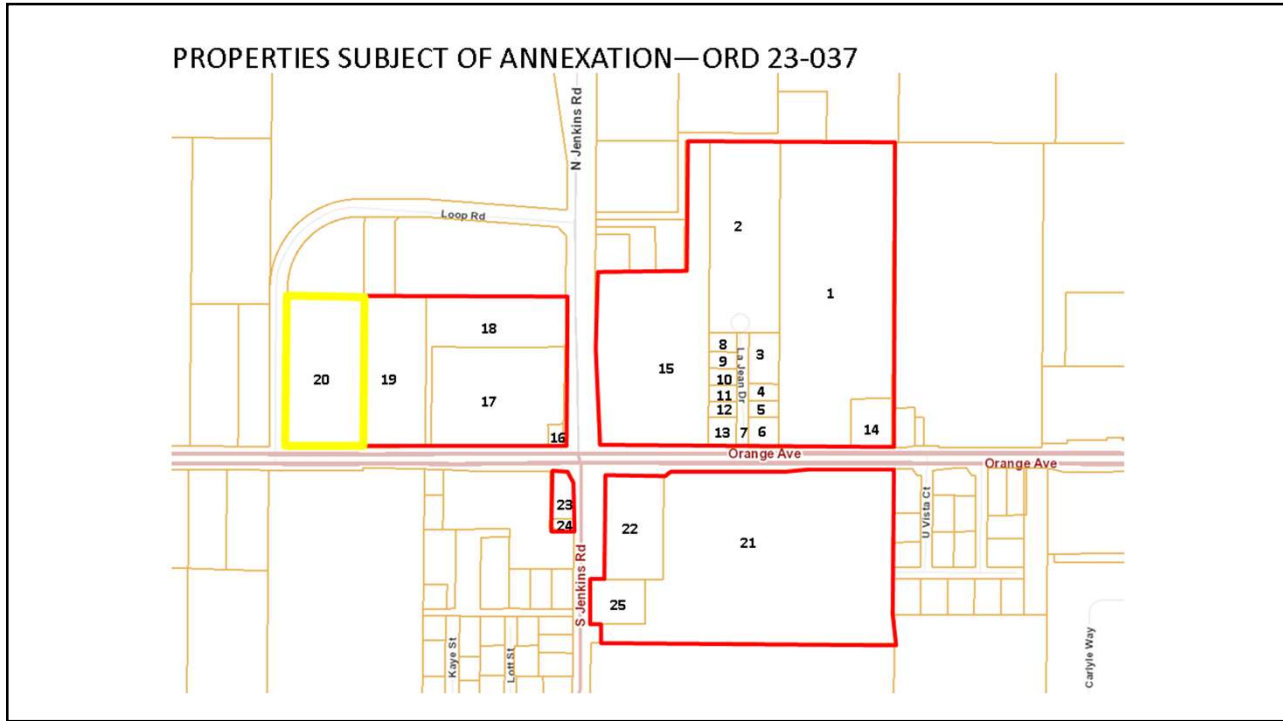 PROPERTIES SUBJECT OF ANNEXATION—ORD 23-037
N Jenkins Rd
Loop Rd
2
1
18
8
3
9
15
20
19
10
La Jean Dr
11
4
17
12
5
16
13
7
6
14
Orange Ave
Orange Ave
23
24
22
21
U Vista Ct
25
S Jenkins Rd
Kaye St
Lott St
Carlyle Way